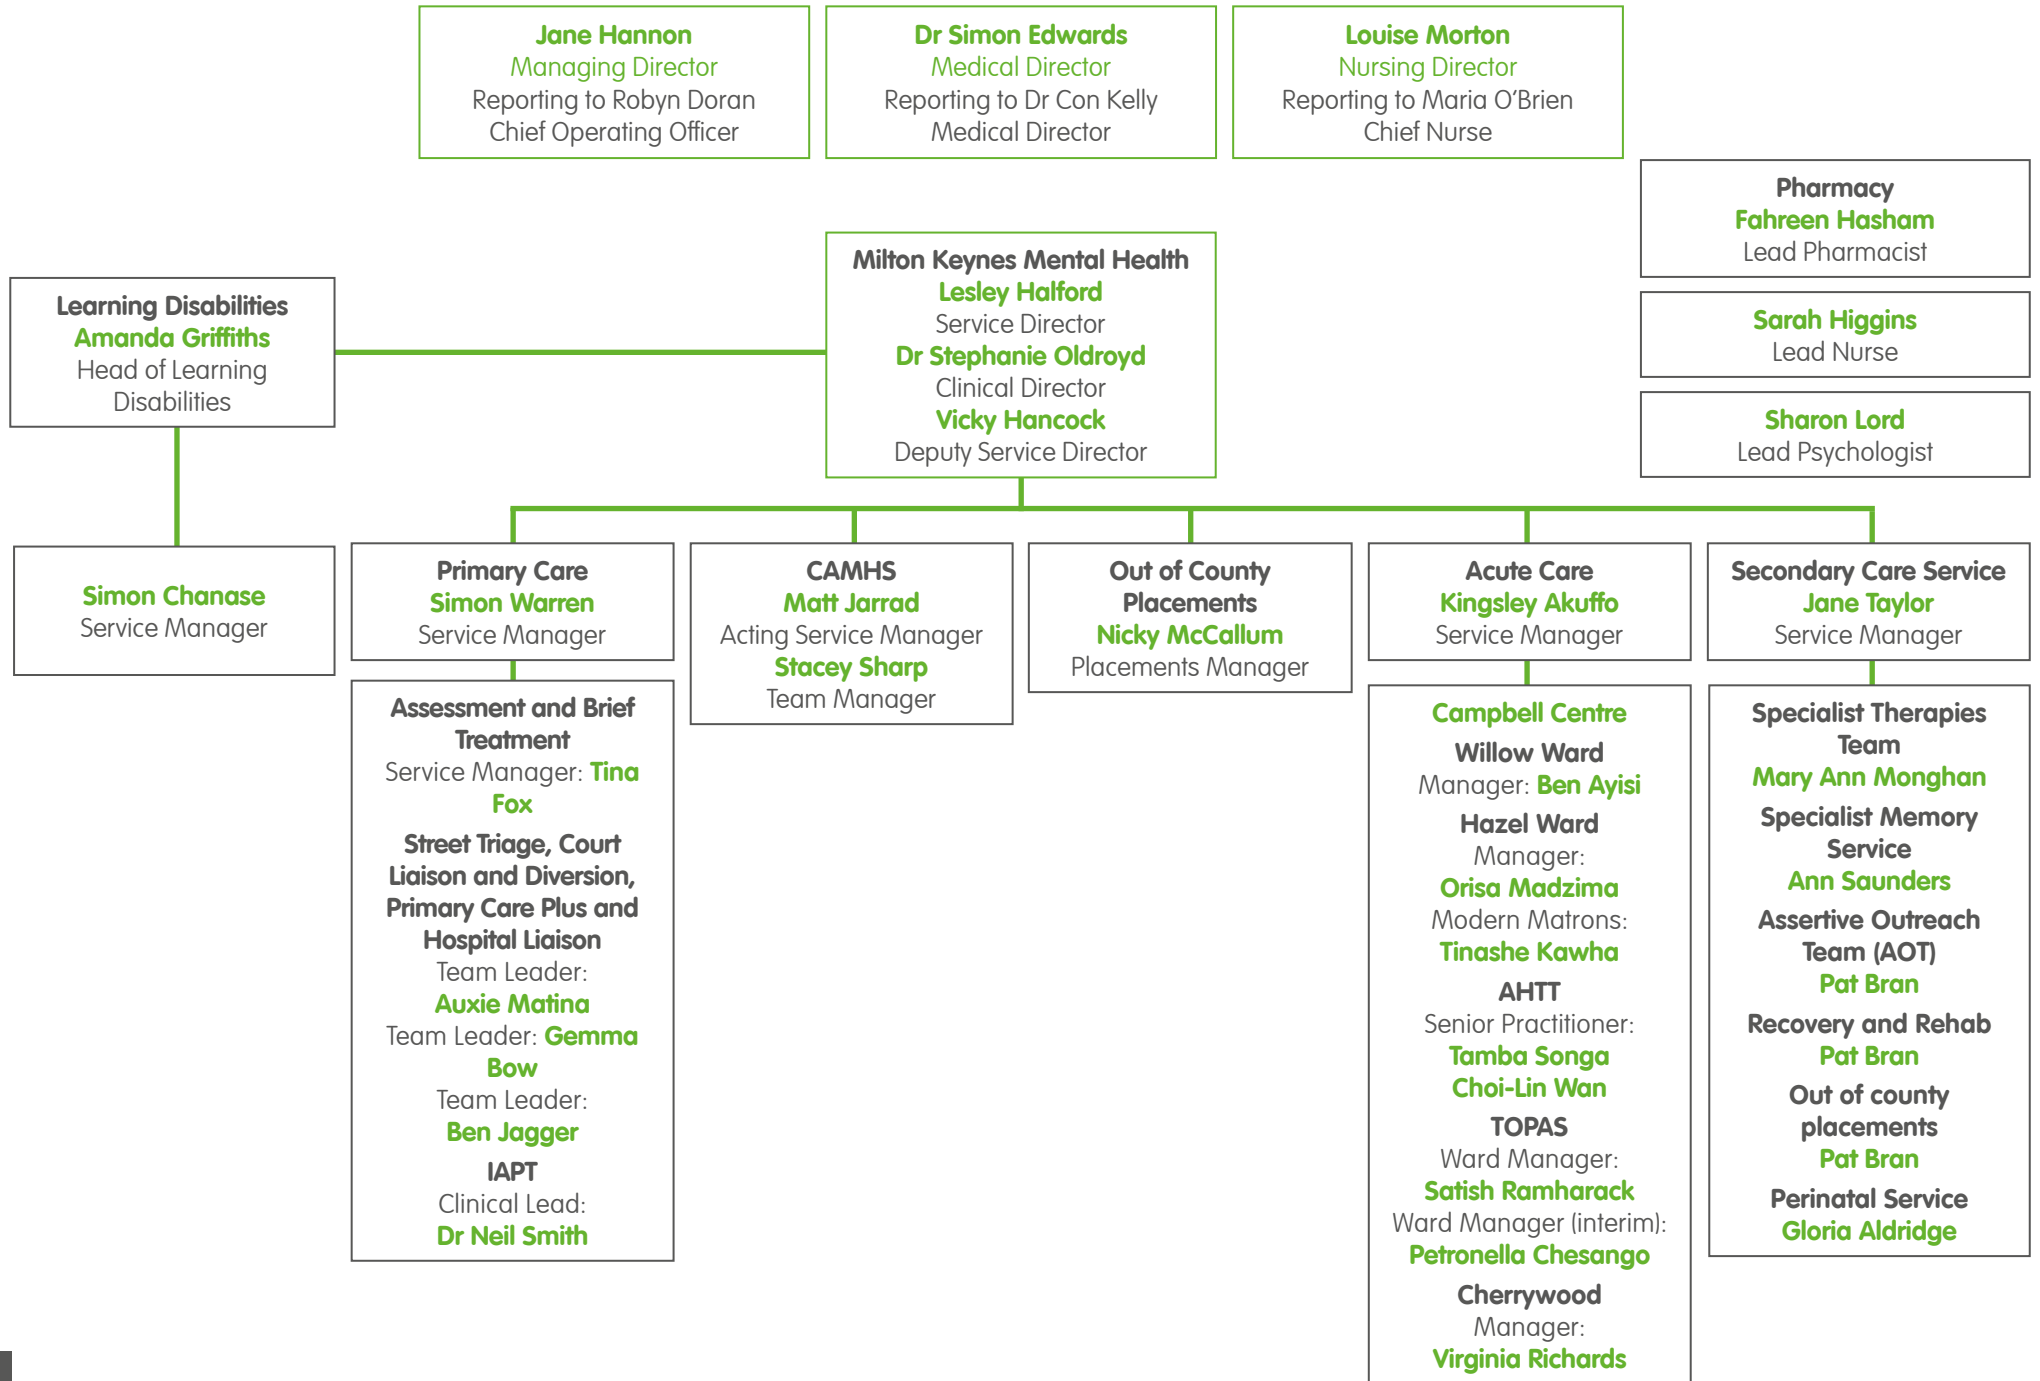 Jane Hannon
Managing Director
Reporting to Robyn Doran
Chief Operating Officer
Dr Simon Edwards
Medical Director
Reporting to Dr Con Kelly
Medical Director
Louise Morton
Nursing Director
Reporting to Maria O'Brien
Chief Nurse
Pharmacy
Fahreen Hasham
Lead Pharmacist
Sarah Higgins
Lead Nurse
Sharon Lord
Lead Psychologist
Milton Keynes Mental Health
Lesley Halford
Service Director
Dr Stephanie Oldroyd
Clinical Director
Vicky Hancock
Deputy Service Director
Learning Disabilities
Amanda Griffiths
Head of Learning
Disabilities
Simon Chanase
Service Manager
Primary Care
Simon Warren
Service Manager
Assessment and Brief
Treatment
Service Manager: Tina
Fox
Street Triage, Court
Liaison and Diversion,
Primary Care Plus and
Hospital Liaison
Team Leader:
Auxie Matina
Team Leader: Gemma
Bow
Team Leader:
Ben Jagger
IAPT
Clinical Lead:
Dr Neil Smith
CAMHS
Matt Jarrad
Acting Service Manager
Stacey Sharp
Team Manager
Out of County
Placements
Nicky McCallum
Placements Manager
Acute Care
Kingsley Akuffo
Service Manager
Campbell Centre
Willow Ward
Manager: Ben Ayisi
Hazel Ward
Manager:
Orisa Madzima
Modern Matrons:
Tinashe Kawha
AHTT
Senior Practitioner:
Tamba Songa
Choi-Lin Wan
TOPAS
Ward Manager:
Satish Ramharack
Ward Manager (interim):
Petronella Chesango
Cherrywood
Manager:
Virginia Richards
Secondary Care Service
Jane Taylor
Service Manager
Specialist Therapies
Team
Mary Ann Monghan
Specialist Memory
Service
Ann Saunders
Assertive Outreach
Team (AOT)
Pat Bran
Recovery and Rehab
Pat Bran
Out of county
placements
Pat Bran
Perinatal Service
Gloria Aldridge